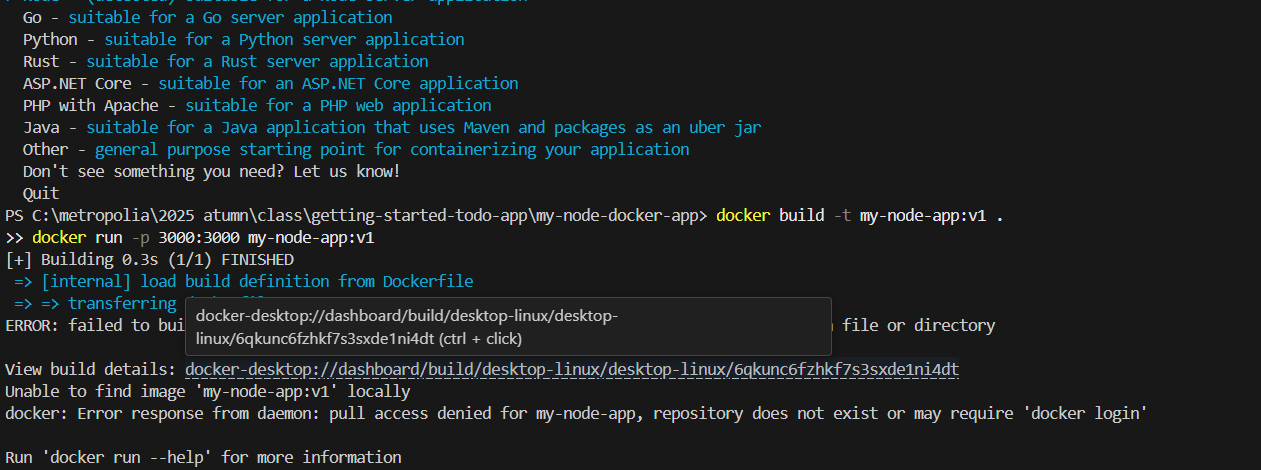 Go - suitable for a Go server application
Python - suitable for a Python server application
Rust - suitable for a Rust server application
ASP.NET Core - suitable for an ASP.NET Core application
PHP with Apache - suitable for a PHP web application
Java - suitable for a Java application that uses Maven and packages as an uber jar
Other - general purpose starting point for containerizing your application
Don't see something you need? Let us know!
Quit
PS C:\metropolia\2025 atumn\class\getting-started-todo-app\my-node-docker-app> docker build -t my-node-app:v1 .
>> docker run -p 3000:3000 my-node-app:v1
[+] Building 0.3s (1/1) FINISHED
=> [internal] load build definition from Dockerfile
=> => transferring
ERROR: failed to file or directory
docker-desktop://dashboard/build/desktop-linux/desktop-
linux/6qkunc6fzhkf7s3sxde1ni4dt (ctrl + click)
View build details: docker-desktop://dashboard/build/desktop-linux/desktop-linux/6qkunc6fzhkf7s3sxde1ni4dt
Unable to find image 'my-node-app:v1' locally
docker: Error response from daemon: pull access denied for my-node-app, repository does not exist or may require 'docker login'
Run 'docker run --help' for more information